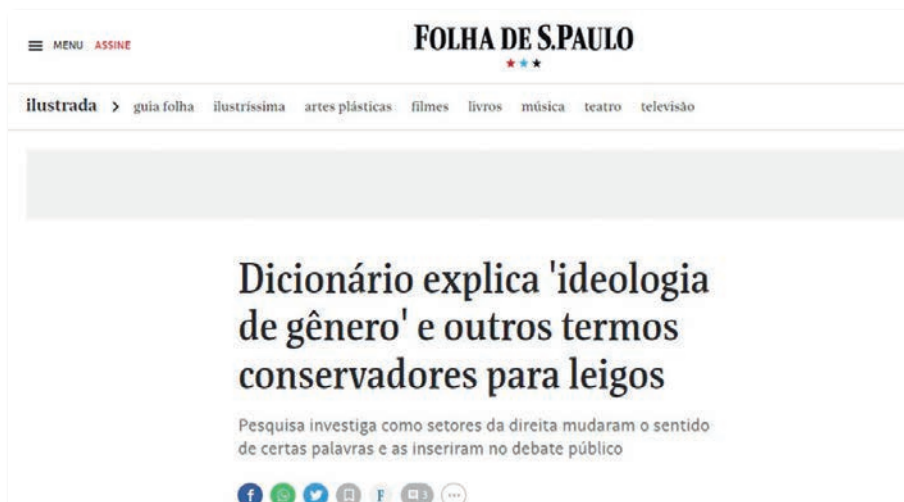 MENU ASSINE
FOLHA DE S.PAULO
ilustrada > guia folha ilustríssima artes plásticas filmes livros música teatro televisão
Dicionário explica 'ideologia
de gênero' e outros termos
conservadores para leigos
Pesquisa investiga como setores da direita mudaram o sentido
de certas palavras e as inseriram no debate público
f F 3